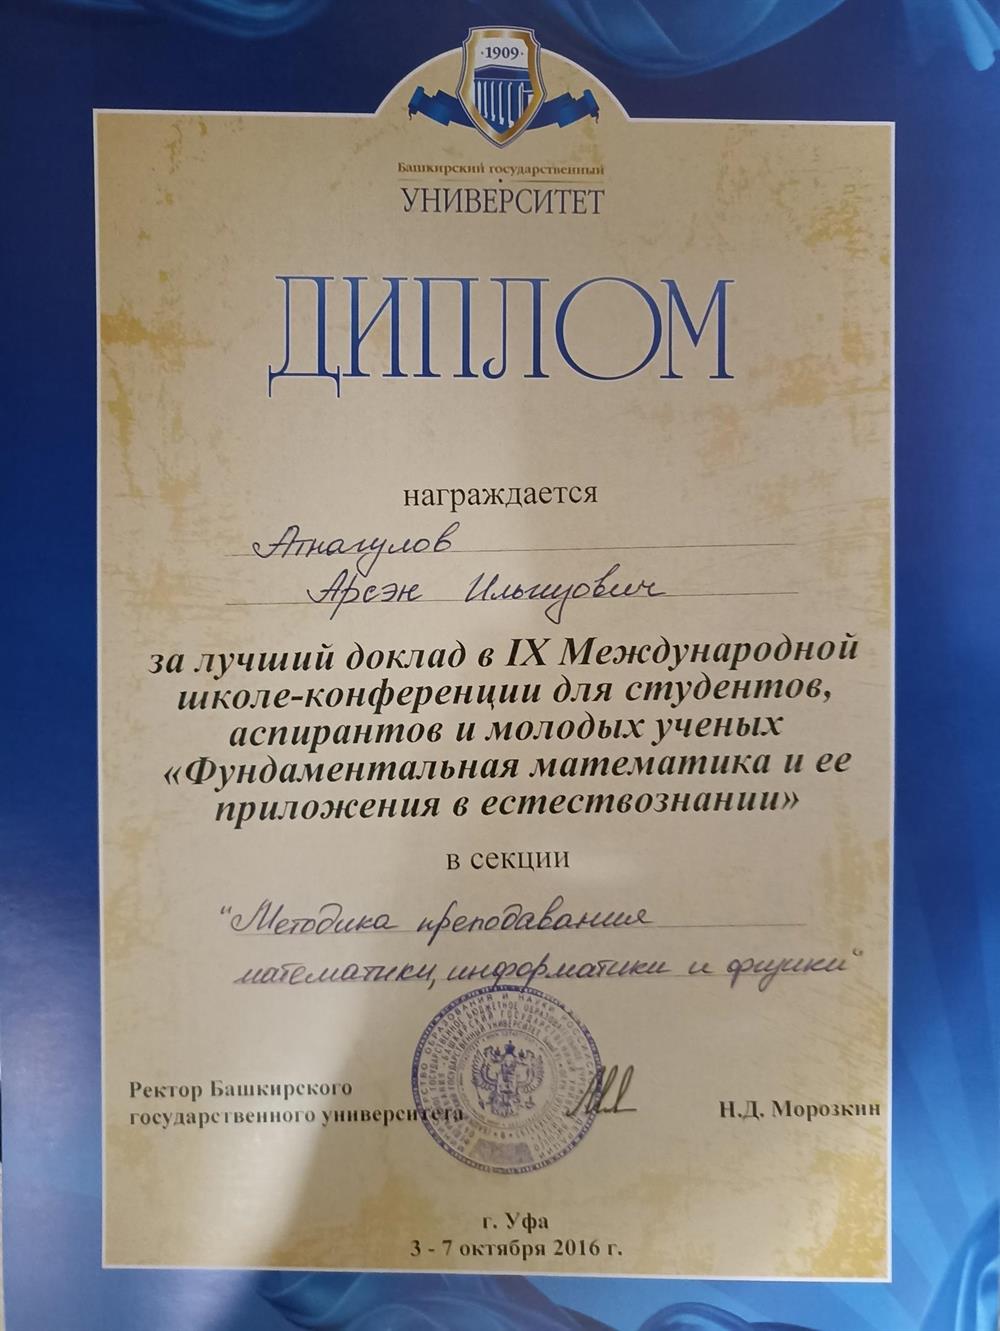 ·1909·
Башкирский государственный
УНИВЕРСИТЕТ
ДИПЛОМ
награждается
Атнагулов
Арсэн Ильгизович
за лучший доклад в IX Международной
школе-конференции для студентов,
аспирантов и молодых ученых
«Фундаментальная математика и ее
приложения в естествознании»
в секции
"Методика преподавания
математики, информатики и физики"
Ректор Башкирского
государственного университета
Н.Д. Морозкин
г. Уфа
3 - 7 октября 2016 г.